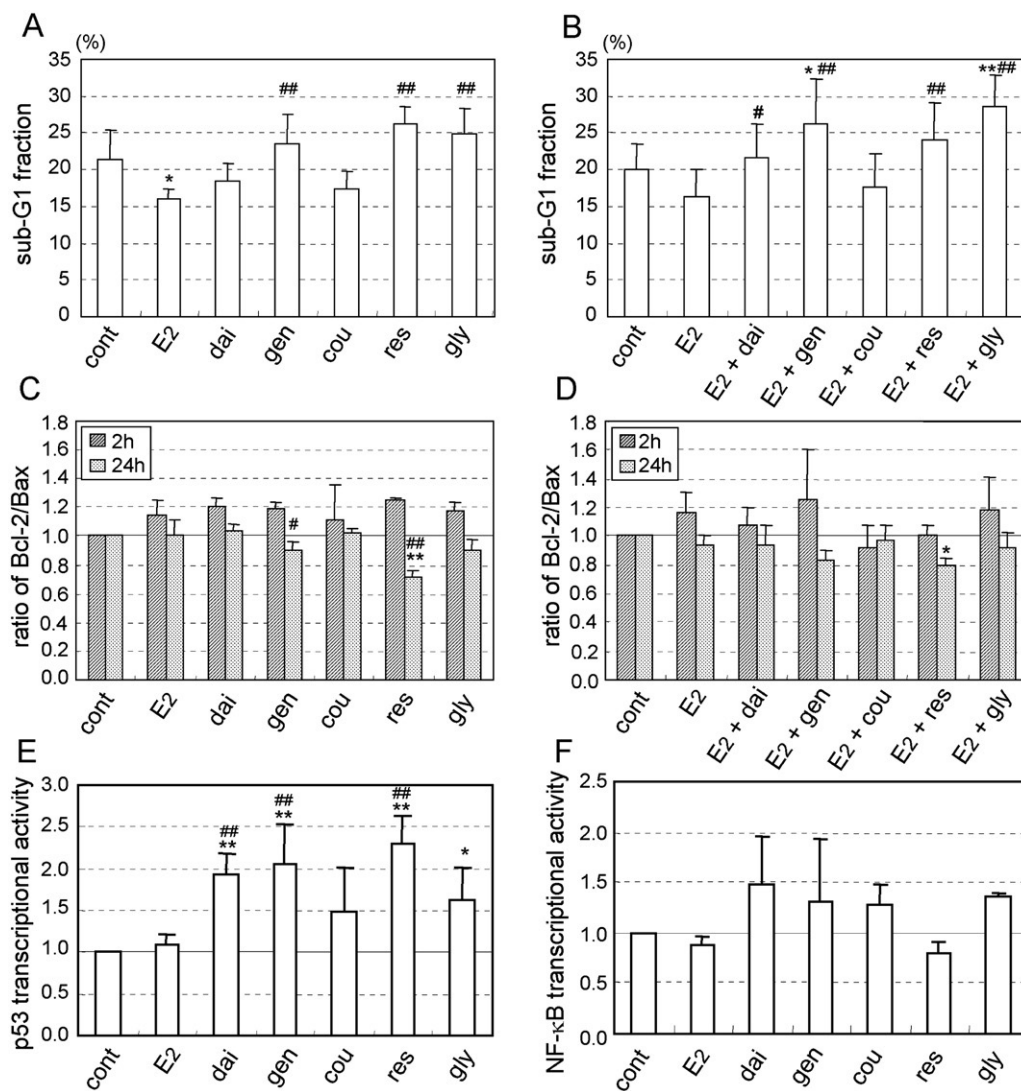 A
(%)
sub-G1 fraction
35
30
25
20
15
10
5
0
*
##
##
##
cont
E2
dai
gen
cou
res
gly
B
(%)
sub-G1 fraction
35
30
25
20
15
10
5
0
#
* ##
##
**##
cont
E2
E2 + dai
E2 + gen
E2 + cou
E2 + res
E2 + gly
C
ratio of Bcl-2/Bax
1.8
1.6
1.4
1.2
1.0
0.8
0.6
0.4
0.2
0.0
2h
24h
#
##
**
cont
E2
dai
gen
cou
res
gly
D
ratio of Bcl-2/Bax
1.8
1.6
1.4
1.2
1.0
0.8
0.6
0.4
0.2
0.0
2h
24h
*
cont
E2
E2 + dai
E2 + gen
E2 + cou
E2 + res
E2 + gly
E
p53 transcriptional activity
3.0
2.5
2.0
1.5
1.0
0.5
0.0
##
**
##
**
##
**
*
cont
E2
dai
gen
cou
res
gly
F
NF-κB transcriptional activity
2.5
2.0
1.5
1.0
0.5
0.0
cont
E2
dai
gen
cou
res
gly